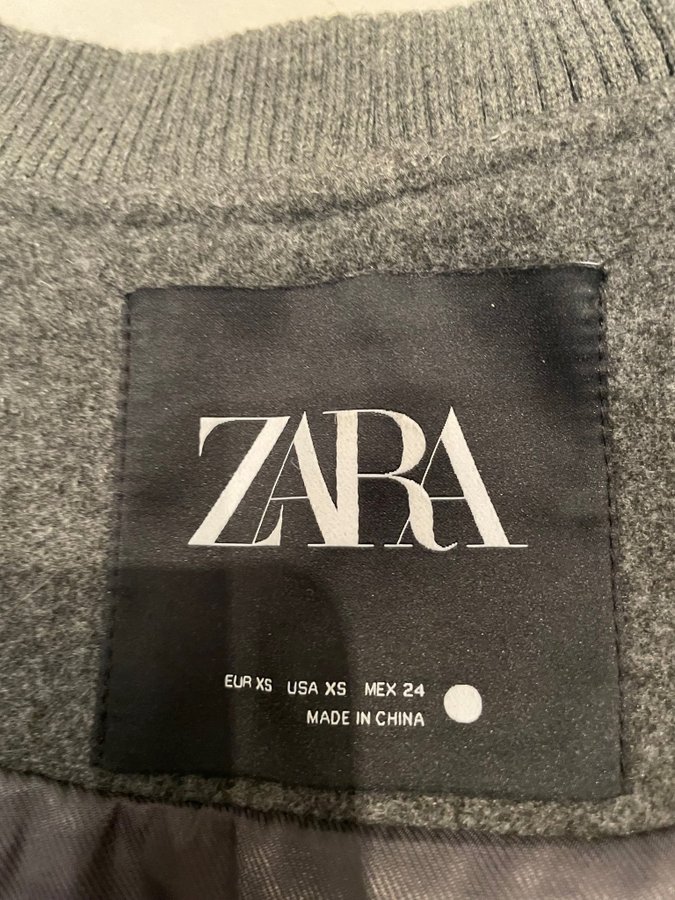 ZARA
EUR XS USA XS MEX 24
MADE IN CHINA